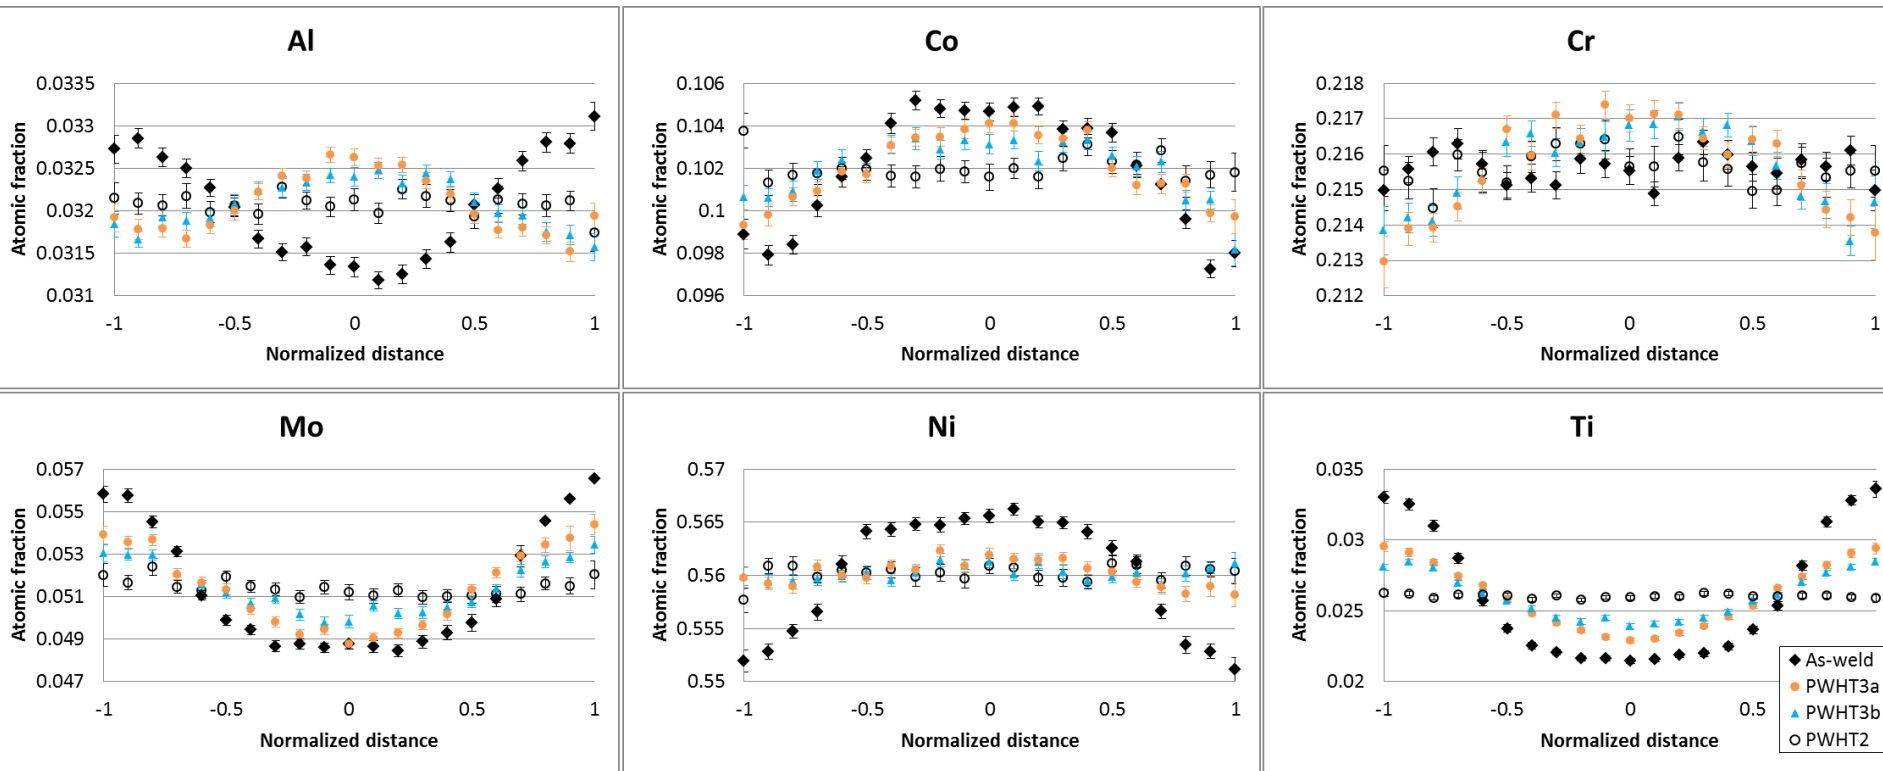 Al
Atomic fraction
0.0335
0.033
0.0325
0.032
0.0315
0.031
-1 -0.5 0 0.5 1
Normalized distance
Co
Atomic fraction
0.106
0.104
0.102
0.1
0.098
0.096
-1 -0.5 0 0.5 1
Normalized distance
Cr
Atomic fraction
0.218
0.217
0.216
0.215
0.214
0.213
0.212
-1 -0.5 0 0.5 1
Normalized distance
Mo
Atomic fraction
0.057
0.055
0.053
0.051
0.049
0.047
-1 -0.5 0 0.5 1
Normalized distance
Ni
Atomic fraction
0.57
0.565
0.56
0.555
0.55
-1 -0.5 0 0.5 1
Normalized distance
Ti
Atomic fraction
0.035
0.03
0.025
0.02
-1 -0.5 0 0.5
Normalized distance
As-weld
PWHT3a
PWHT3b
PWHT2